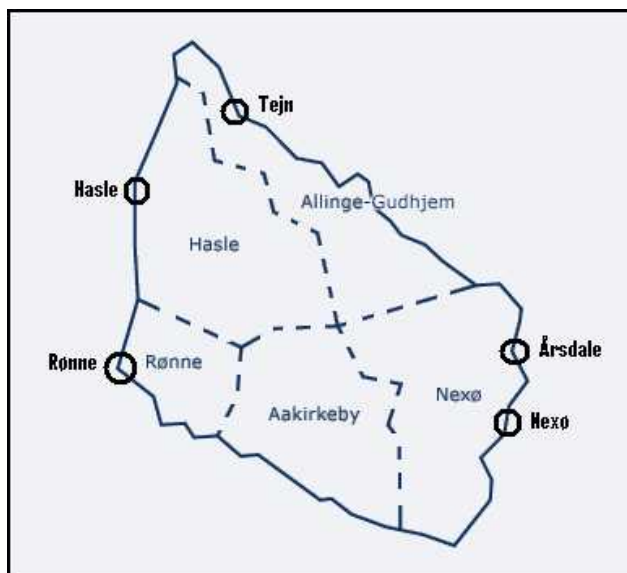 Tejn
Hasle
Allinge-Gudhjem
Hasle
Årsdale
Rønne
Rønne
Nexø
Aakirkeby
Nexø